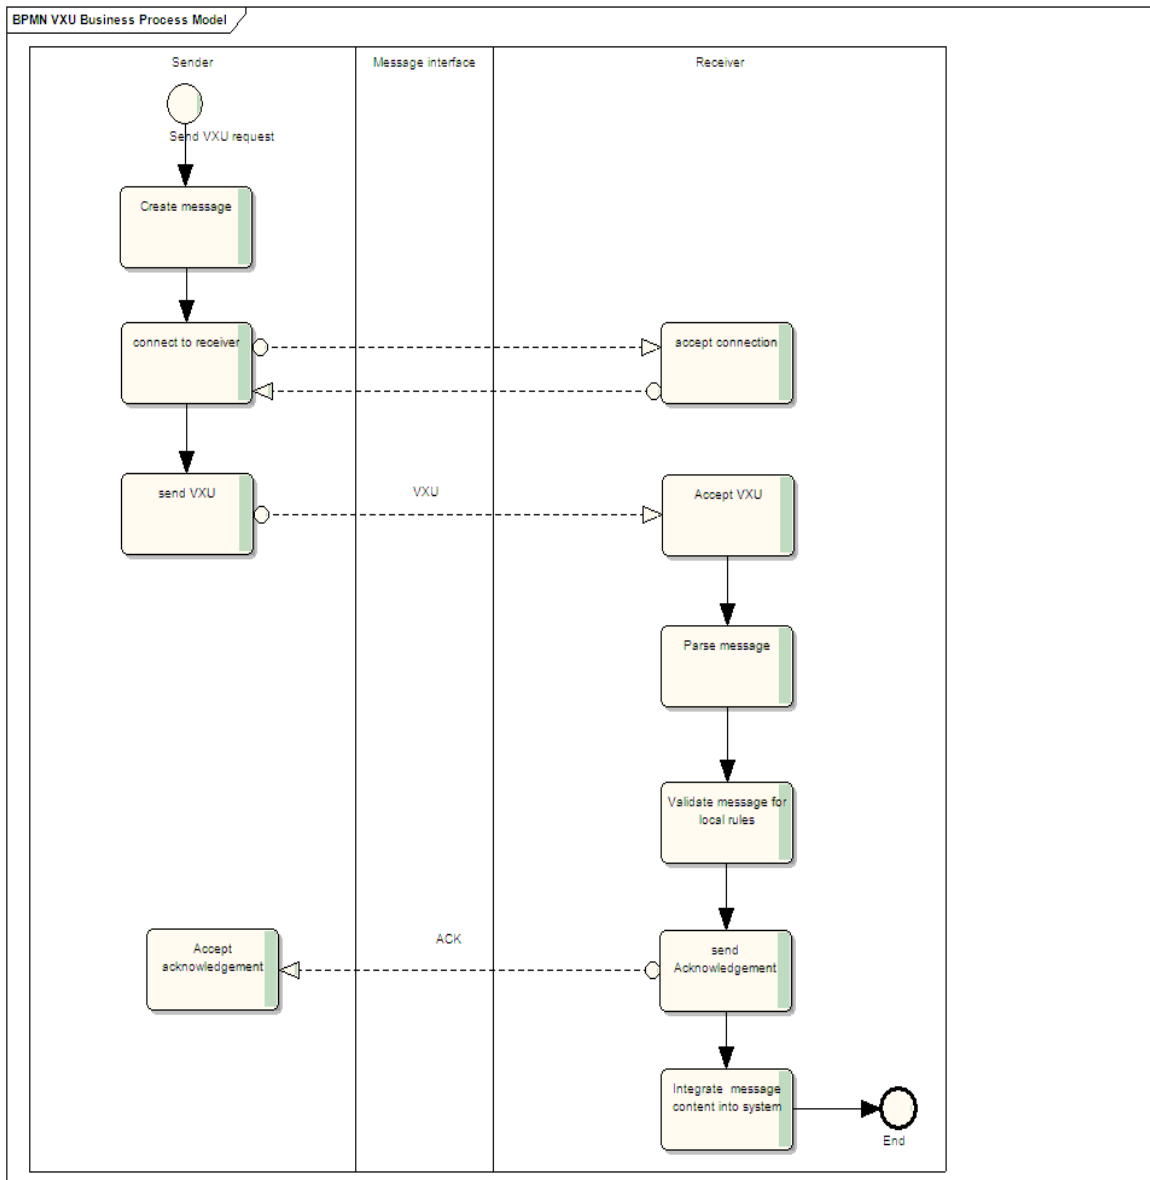 BPMN VXU Business Process Model
Sender
Message interface
Receiver
Send VXU request
Create message
connect to receiver
accept connection
send VXU
VXU
Accept VXU
Parse message
Validate message for
local rules
Accept
acknowledgement
ACK
send
Acknowledgement
Integrate message
content into system
End